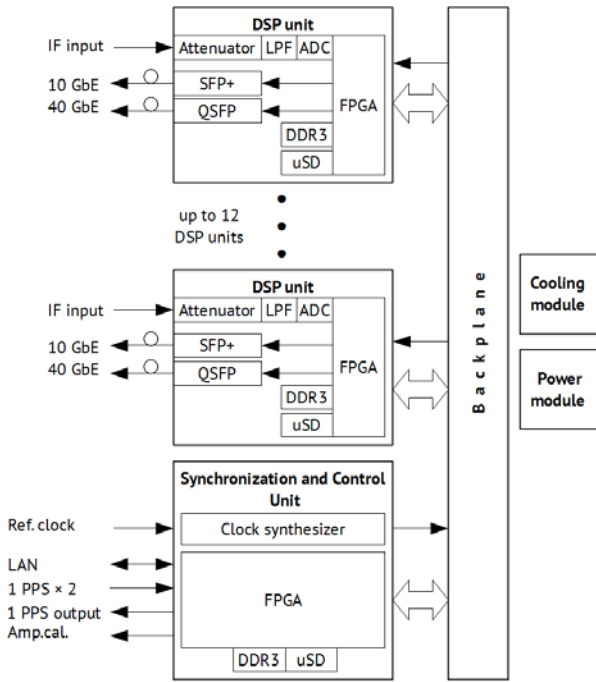 DSP unit
IF input
Attenuator LPF ADC
10 GbE
SFP+
40 GbE
QSFP
FPGA
DDR3
uSD
up to 12
DSP units
DSP unit
IF input
Attenuator LPF ADC
10 GbE
SFP+
40 GbE
QSFP
FPGA
DDR3
uSD
Backplane
Cooling
module
Power
module
Synchronization and Control
Unit
Ref. clock
Clock synthesizer
LAN
1 PPS × 2
FPGA
1 PPS output
Amp.cal.
DDR3 uSD